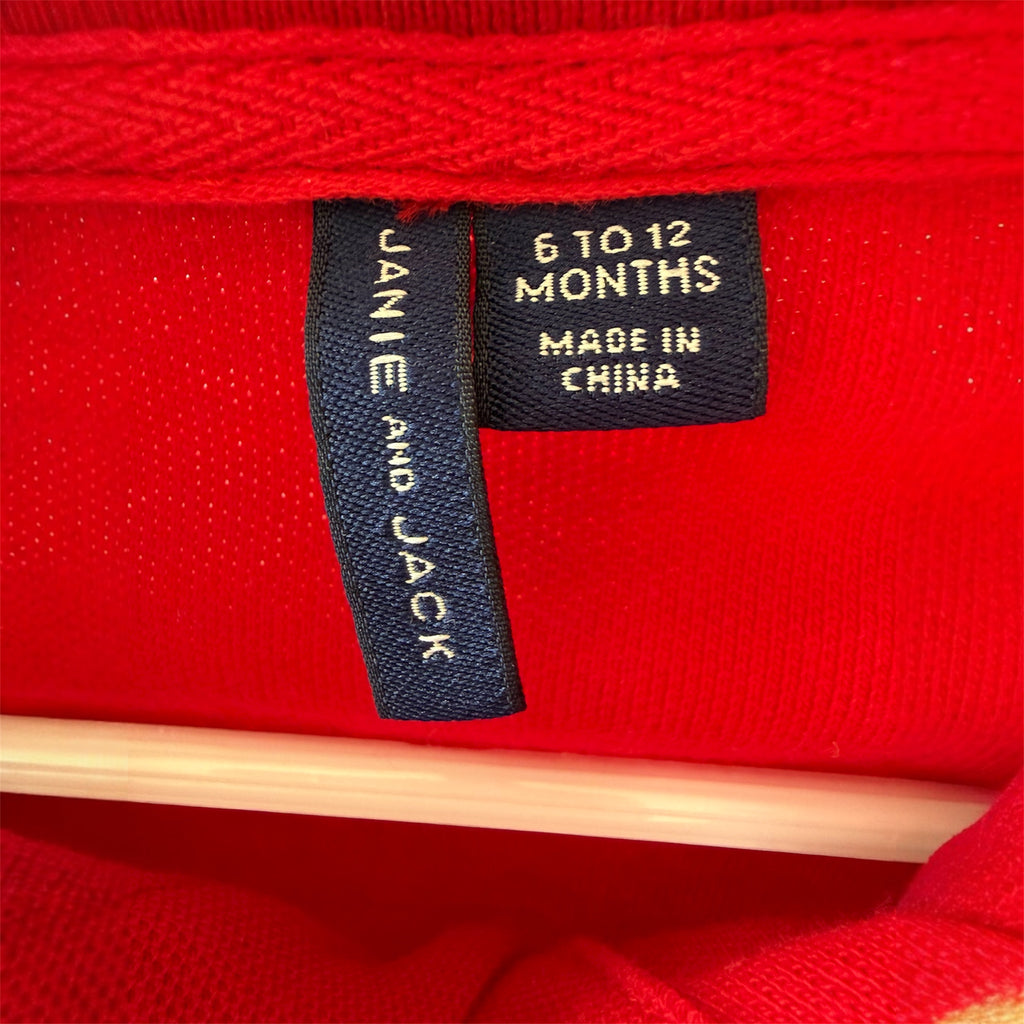 JANIE AND JACK
6 TO 12
MONTHS
MADE IN
CHINA